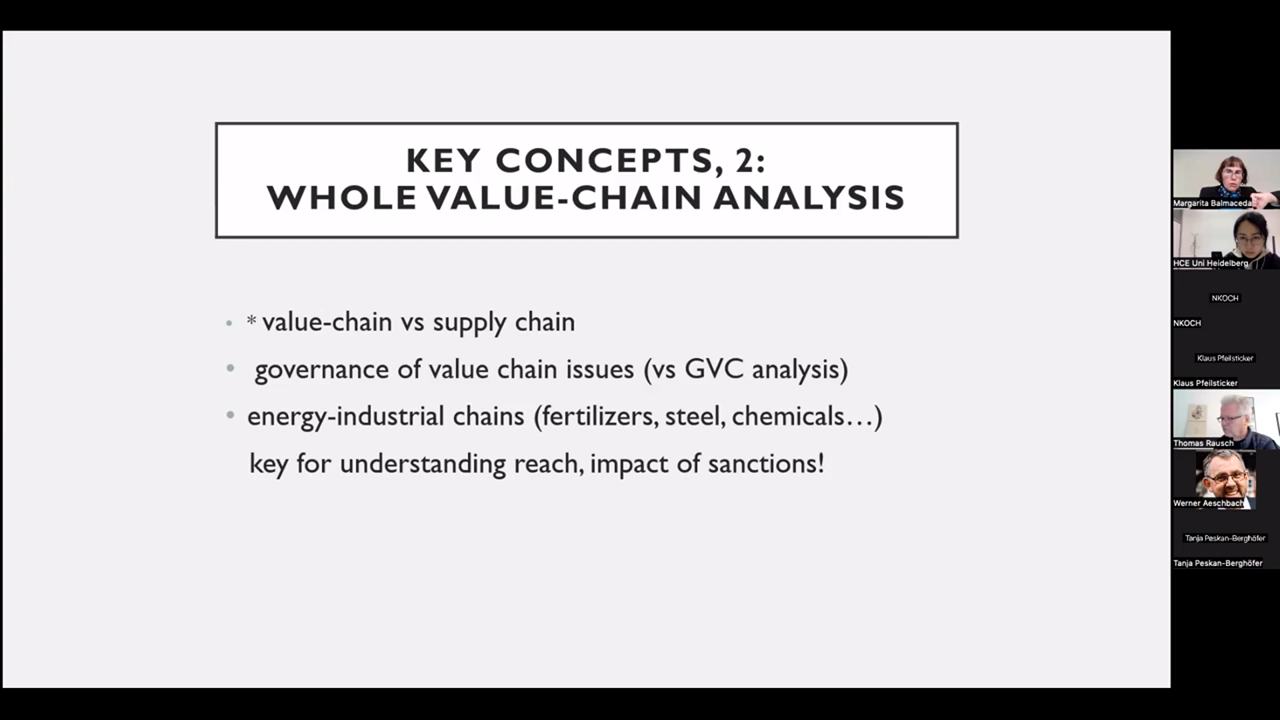 KEY CONCEPTS, 2:
WHOLE VALUE-CHAIN ANALYSIS
• * value-chain vs supply chain
• governance of value chain issues (vs GVC analysis)
• energy-industrial chains (fertilizers, steel, chemicals…)
key for understanding reach, impact of sanctions!
Margarita Balmaceda
HCE Uni Heidelberg
NKOCH
NKOCH
Klaus Pfeilsticker
Klaus Pfeilsticker
Thomas Rausch
Werner Aeschbach
Tanja Peskan-Berghöfer
Tanja Peskan-Berghöfer